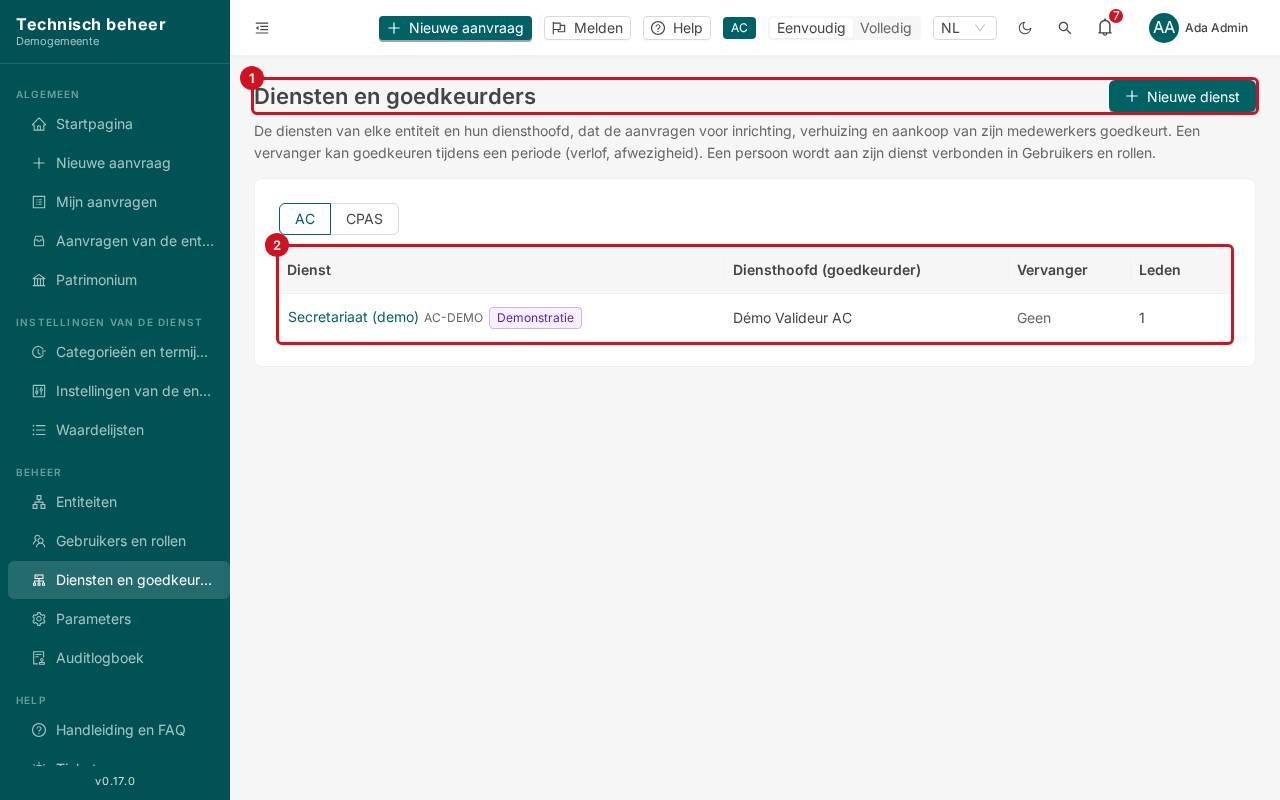 Technisch beheer
Demogemeente
ALGEMEEN
Startpagina
Nieuwe aanvraag
Mijn aanvragen
Aanvragen van de ent...
Patrimonium
INSTELLINGEN VAN DE DIENST
Categorieën en termij...
Instellingen van de en...
Waardelijsten
BEHEER
Entiteiten
Gebruikers en rollen
Diensten en goedkeur...
Parameters
Auditlogboek
HELP
Handleiding en FAQ
v0.17.0
Nieuwe aanvraag
Melden
Help
AC
Eenvoudig
Volledig
NL
7
AA
Ada Admin
1
Diensten en goedkeurders
Nieuwe dienst
De diensten van elke entiteit en hun diensthoofd, dat de aanvragen voor inrichting, verhuizing en aankoop van zijn medewerkers goedkeurt. Een
vervanger kan goedkeuren tijdens een periode (verlof, afwezigheid). Een persoon wordt aan zijn dienst verbonden in Gebruikers en rollen.
AC
CPAS
2
Dienst
Diensthoofd (goedkeurder)
Vervanger
Leden
Secretariaat (demo) AC-DEMO Demonstratie
Démo Valideur AC
Geen
1